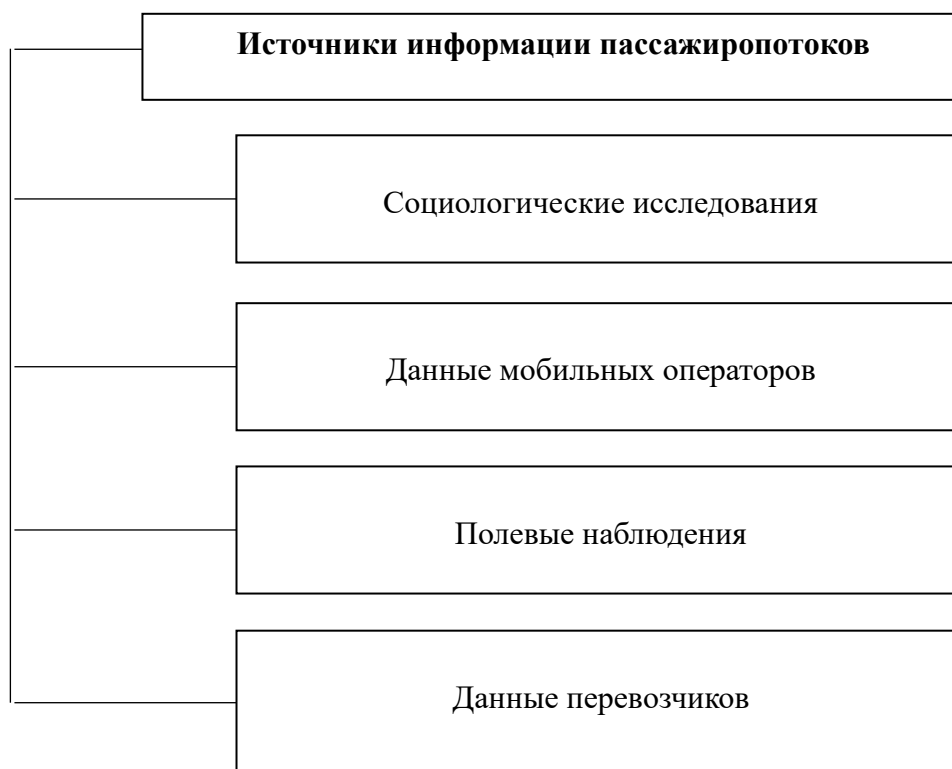 Источники информации пассажиропотоков
Социологические исследования
Данные мобильных операторов
Полевые наблюдения
Данные перевозчиков